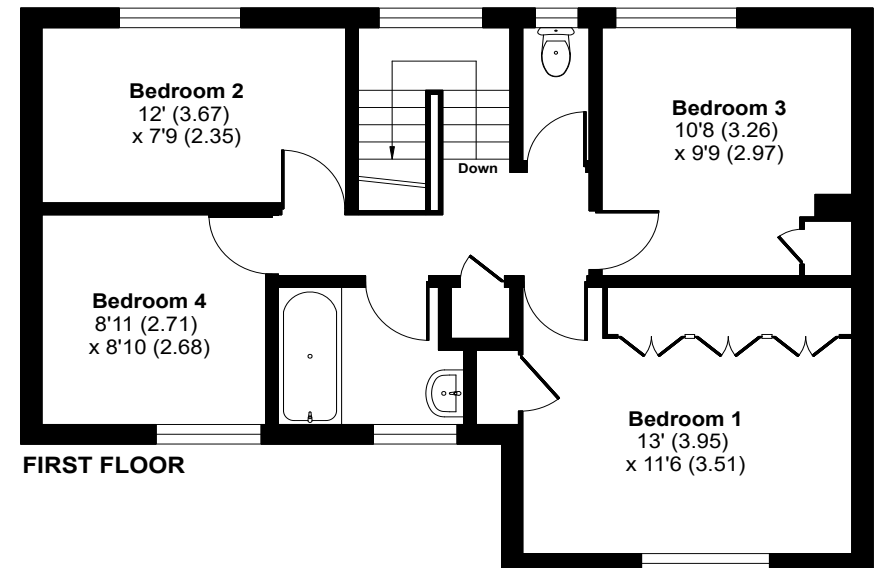 Bedroom 2
12' (3.67)
x 7'9 (2.35)
Down
Bedroom 3
10'8 (3.26)
x 9'9 (2.97)
Bedroom 4
8'11 (2.71)
x 8'10 (2.68)
Bedroom 1
13' (3.95)
x 11'6 (3.51)
FIRST FLOOR